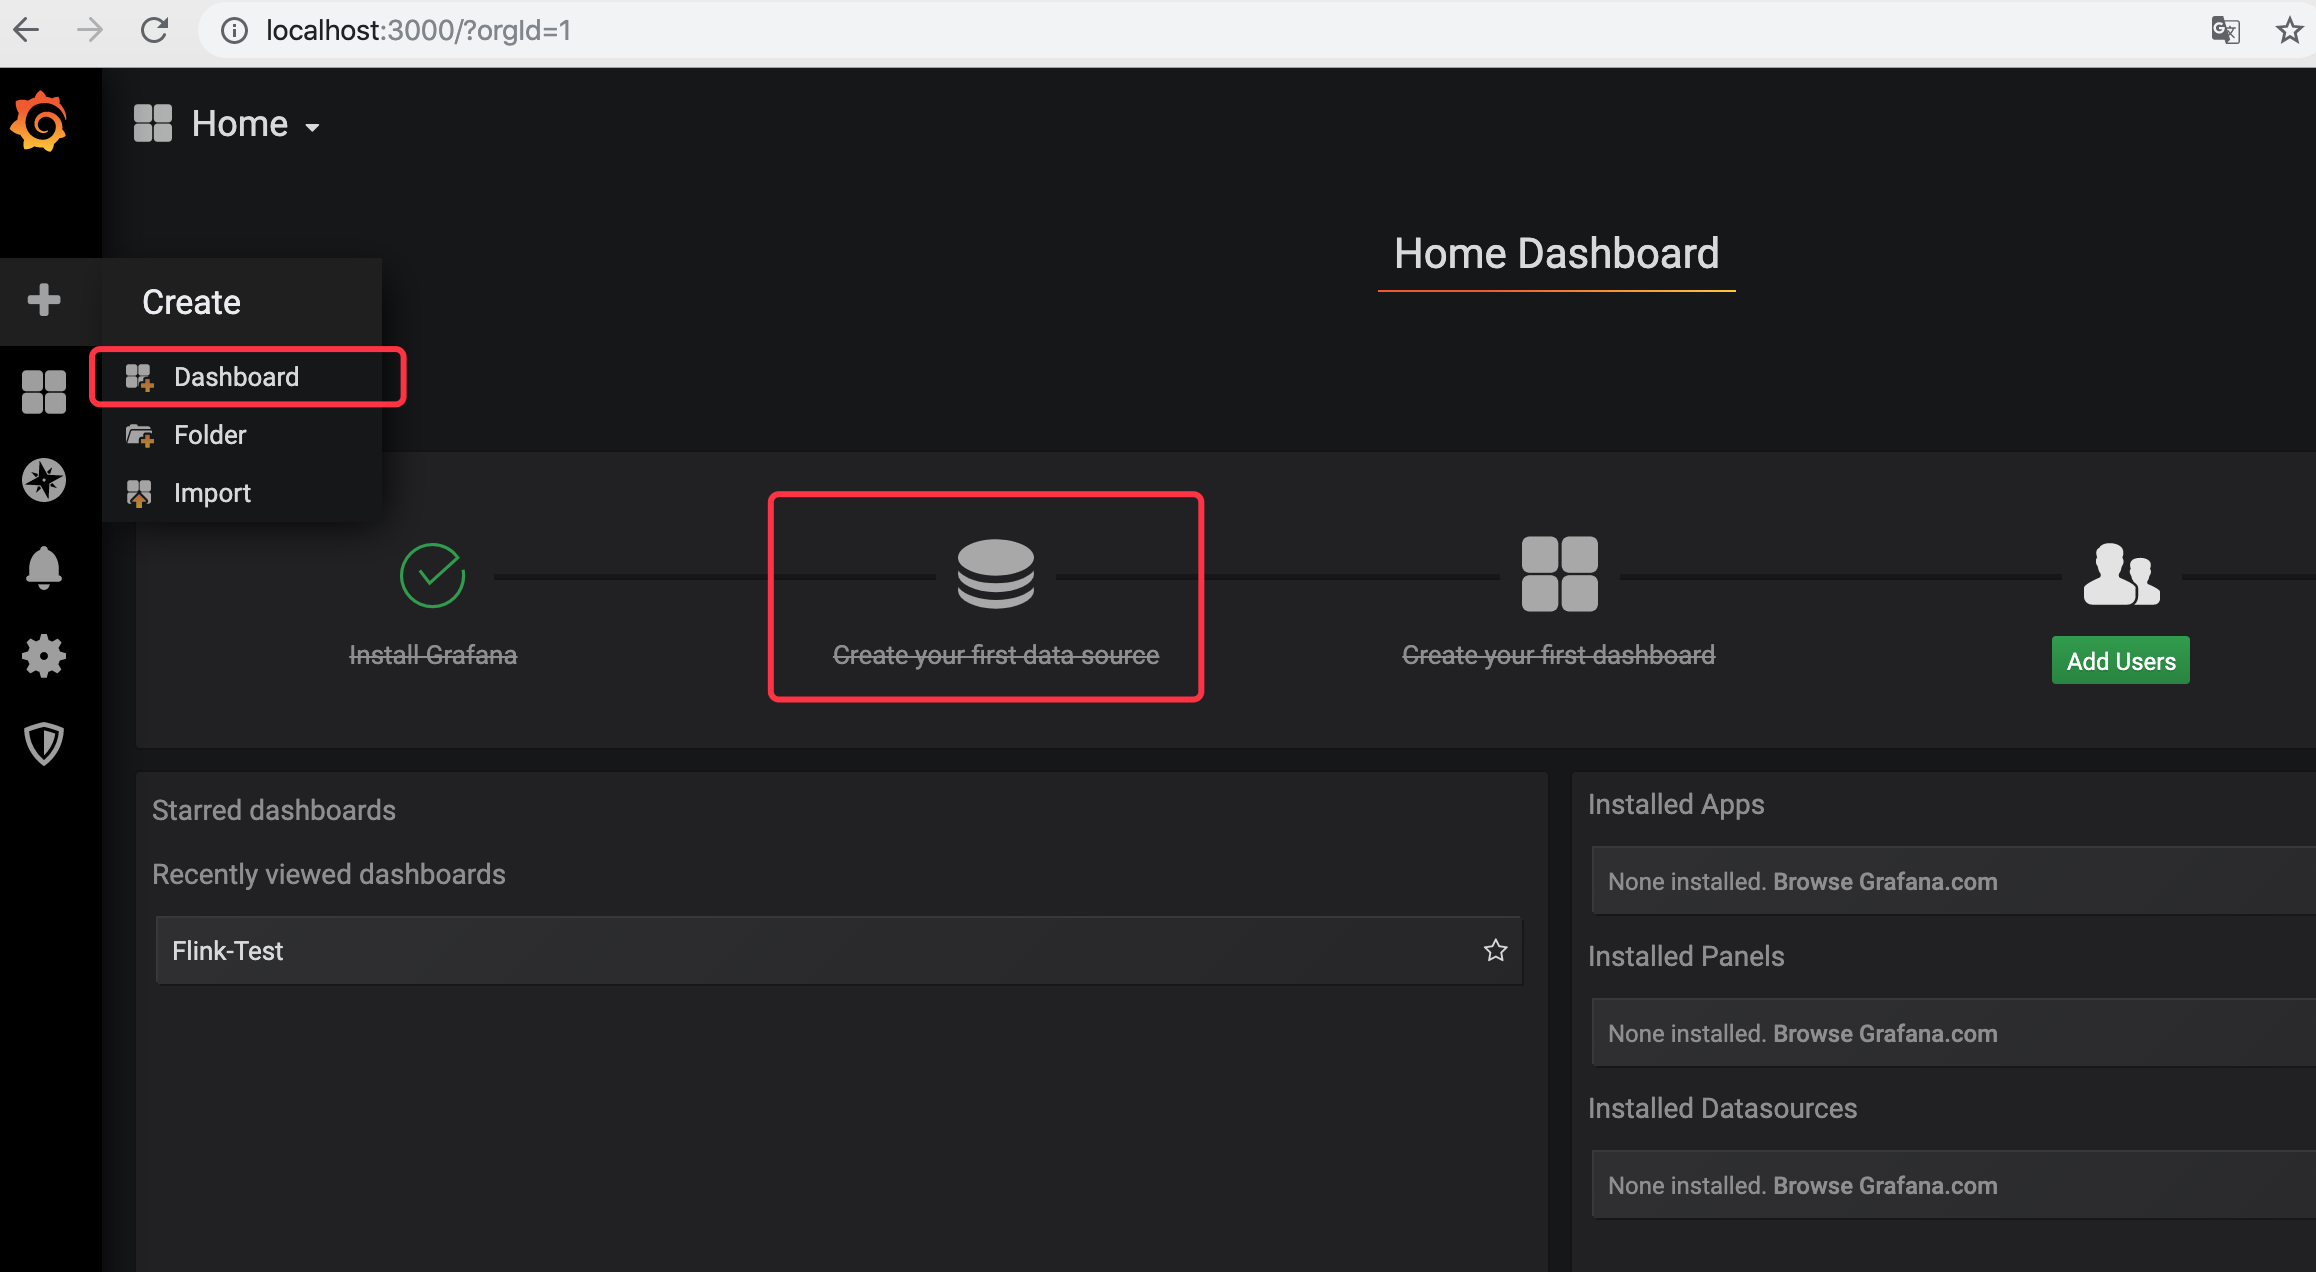 localhost:3000/?orgId=1
Home
Home Dashboard
Create
Dashboard
Folder
Import
Install Grafana
Create your first data source
Create your first dashboard
Add Users
Starred dashboards
Recently viewed dashboards
Flink-Test
Installed Apps
None installed. Browse Grafana.com
Installed Panels
None installed. Browse Grafana.com
Installed Datasources
None installed. Browse Grafana.com